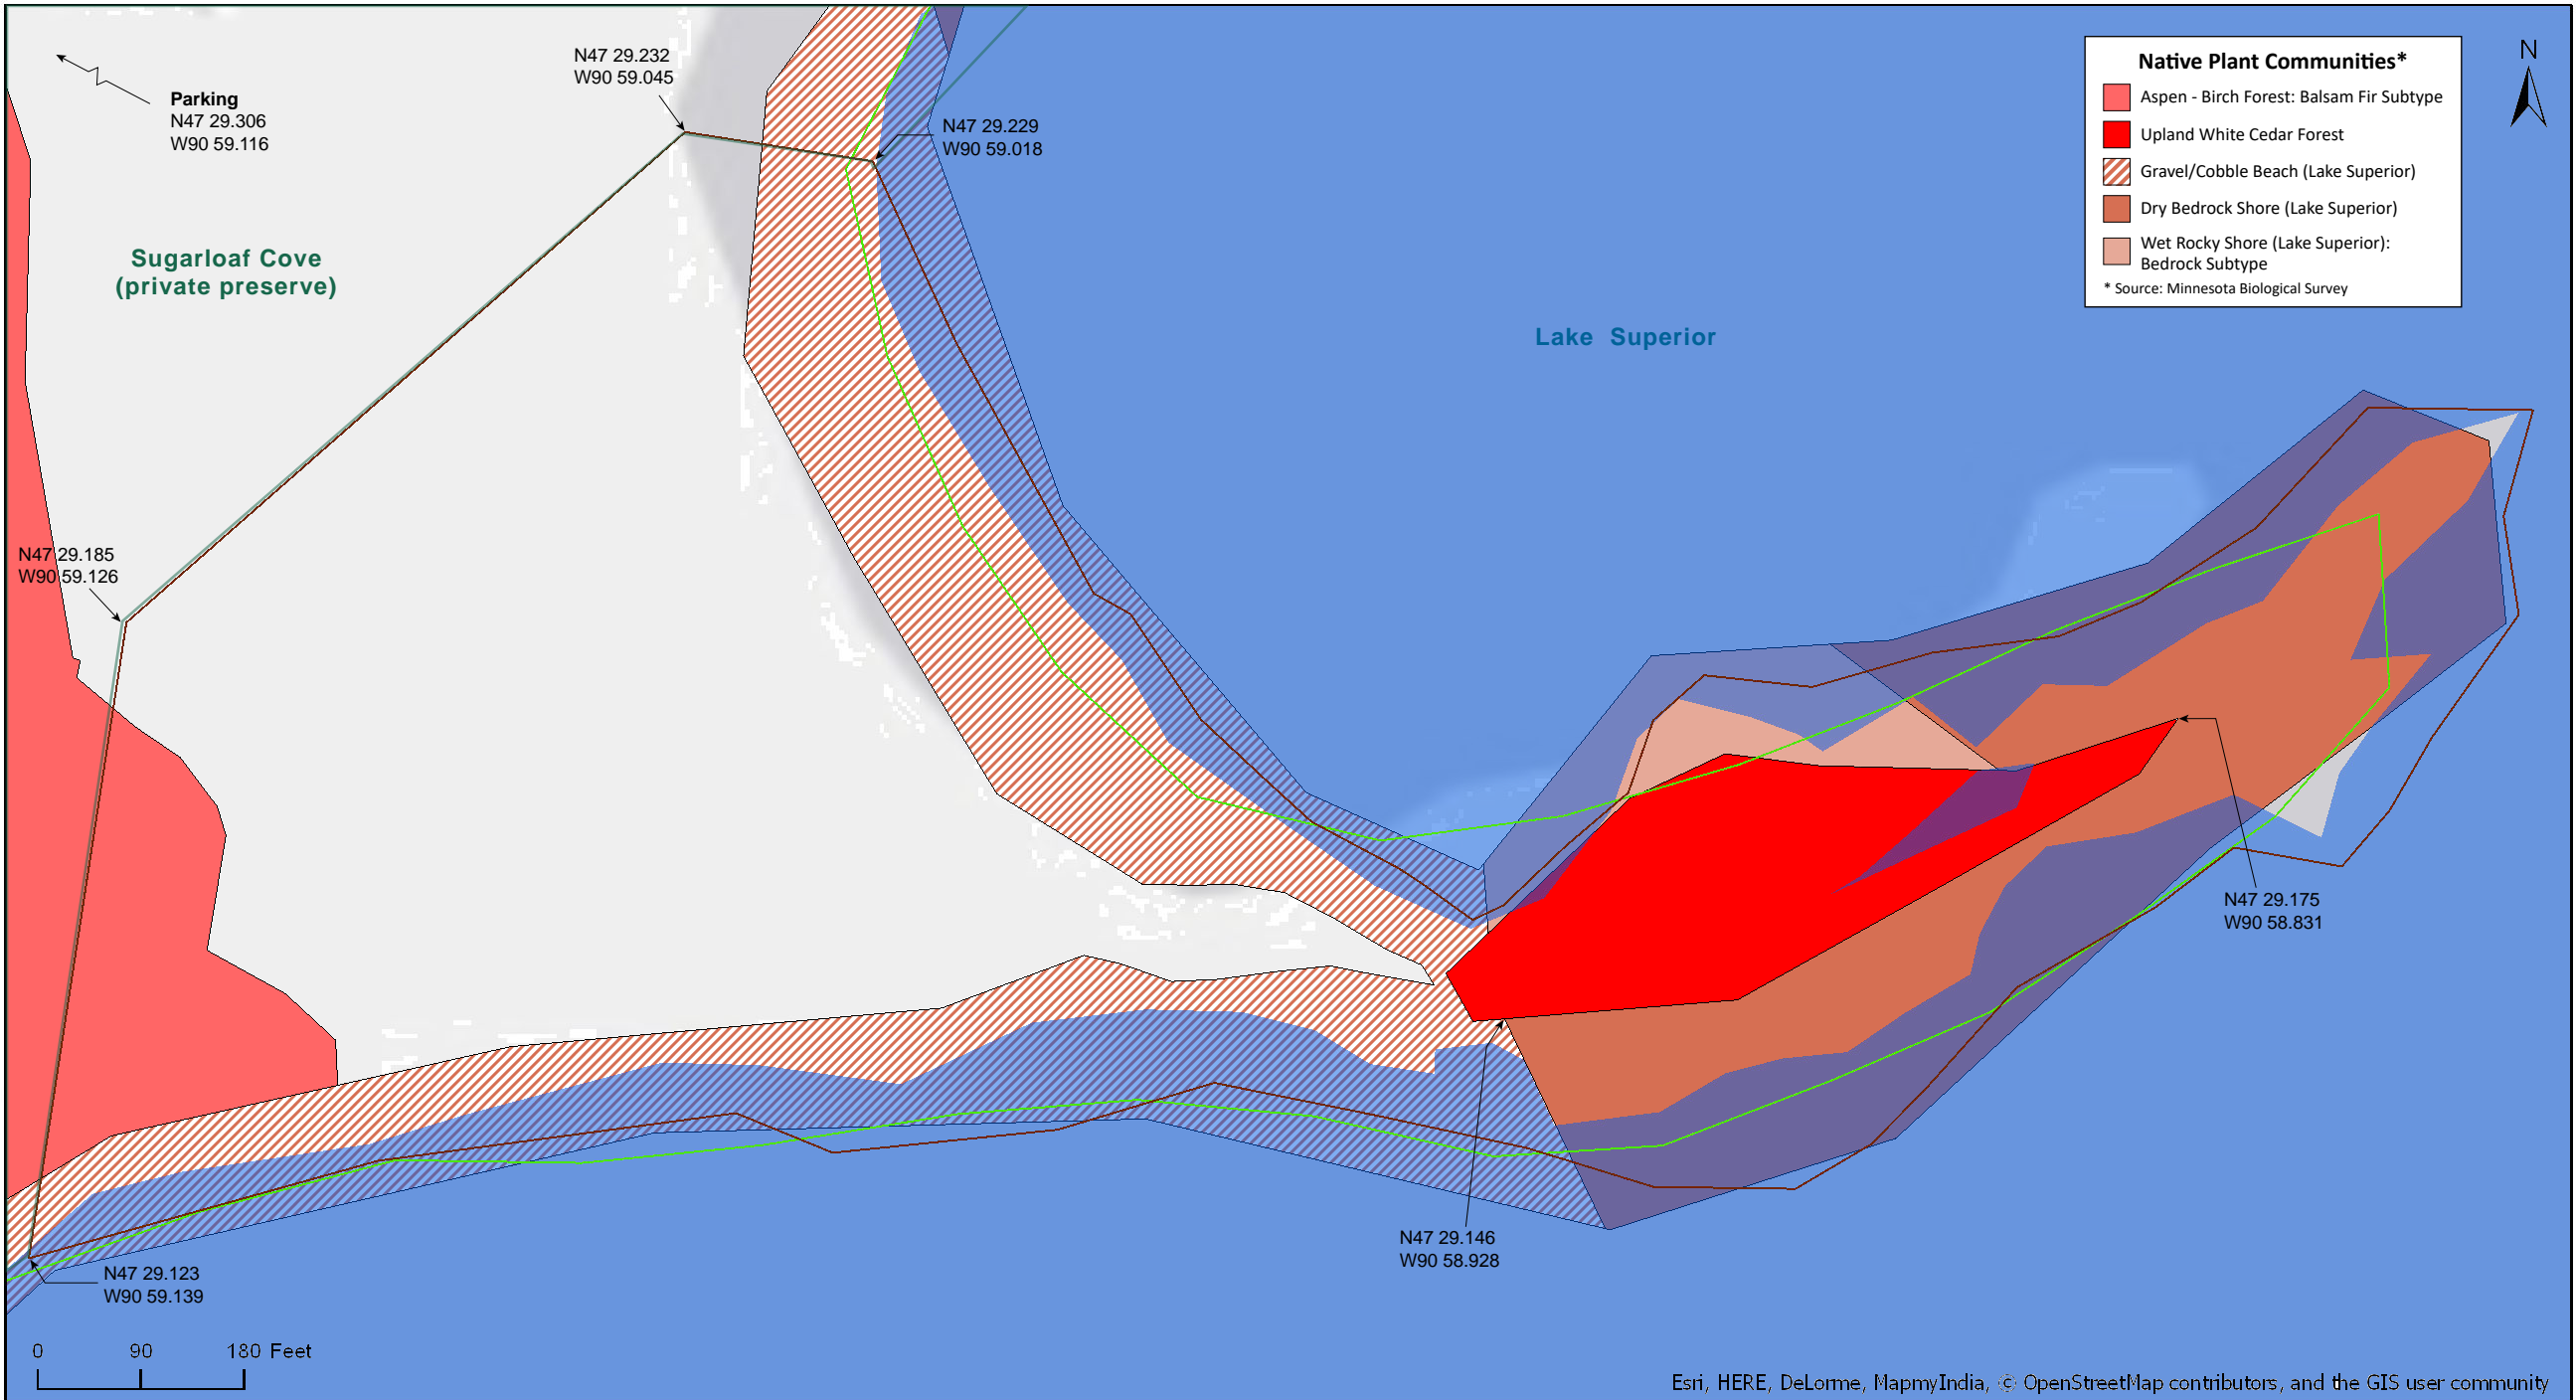 N47 29.232
W90 59.045
Parking
N47 29.306
W90 59.116
N47 29.229
W90 59.018
Native Plant Communities*
Aspen - Birch Forest: Balsam Fir Subtype
Upland White Cedar Forest
Gravel/Cobble Beach (Lake Superior)
Dry Bedrock Shore (Lake Superior)
Wet Rocky Shore (Lake Superior):
Bedrock Subtype
* Source: Minnesota Biological Survey
N
Sugarloaf Cove
(private preserve)
Lake Superior
N47 29.185
W90 59.126
N47 29.175
W90 58.831
N47 29.146
W90 58.928
N47 29.123
W90 59.139
0 90 180 Feet
Esri, HERE, DeLorme, MapmyIndia, © OpenStreetMap contributors, and the GIS user community